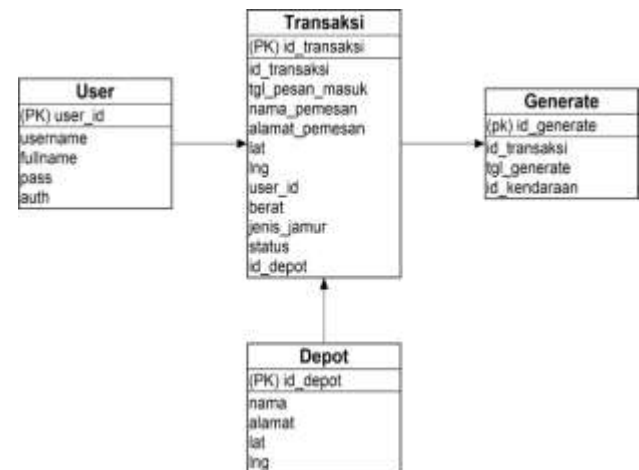 Transaksi
(PK) id_transaksi
id_transaksi
tgl_pesan_masuk
nama_pemesan
alamat_pemesan
lat
lng
user_id
berat
jenis_jamur
status
id_depot
User
(PK) user_id
username
fullname
pass
auth
Generate
(pk) id_generate
id_transaksi
tgl_generate
id_kendaraan
Depot
(PK) id_depot
nama
alamat
lat
lng